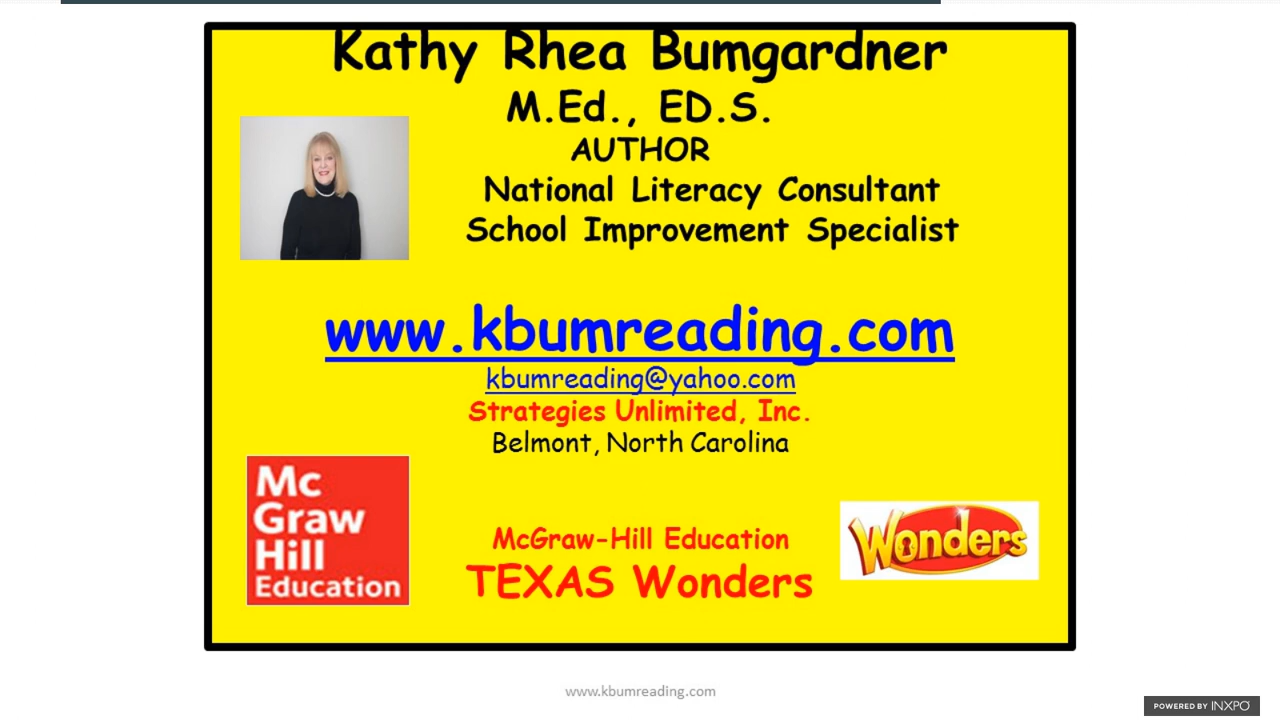 Kathy Rhea Bumgardner
M.Ed., ED.S.
AUTHOR
National Literacy Consultant
School Improvement Specialist
www.kbumreading.com
kbumreading@yahoo.com
Strategies Unlimited, Inc.
Belmont, North Carolina
Mc
Graw
Hill
Education
McGraw-Hill Education
TEXAS Wonders
Wonders
www.kbumreading.com
POWERED BY INXPO